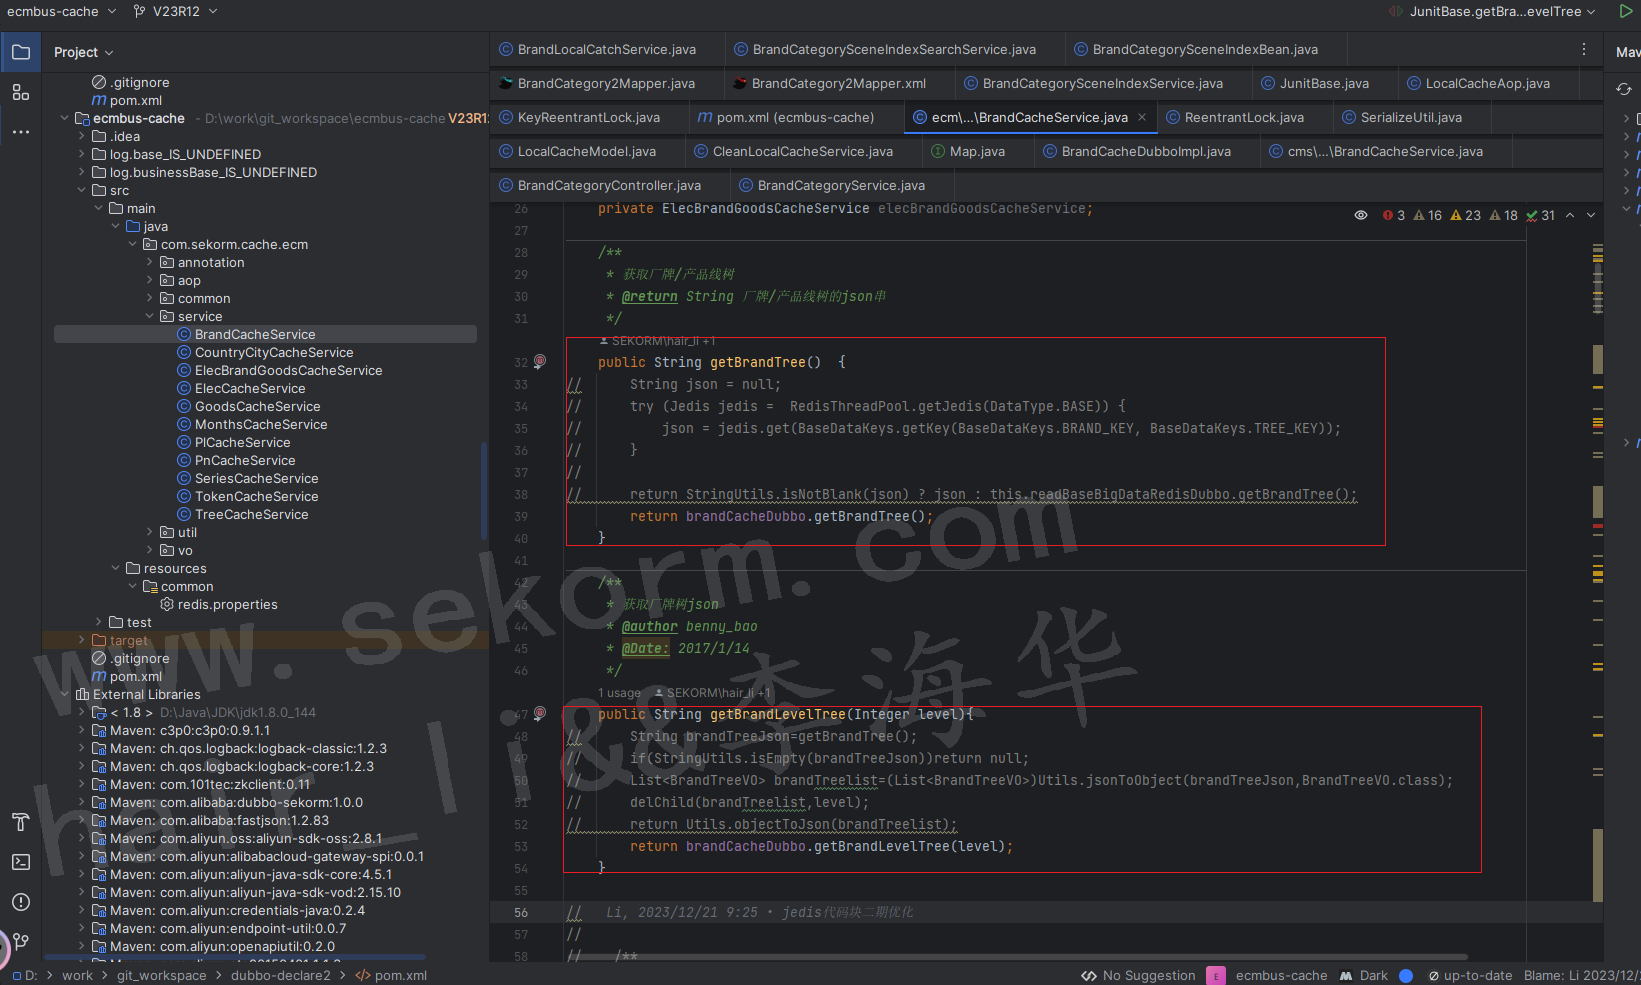 ecmbus-cache V23R12 JunitBase.getBra...evelTree
Project
.gitignore
pom.xml
ecmbus-cache - D:\work\git_workspace\ecmbus-cache V23R12
.idea
log.base_IS_UNDEFINED
log.businessBase_IS_UNDEFINED
src
main
java
com.sekorm.cache.ecm
annotation
aop
common
service
BrandCacheService
CountryCityCacheService
ElecBrandGoodsCacheService
ElecCacheService
GoodsCacheService
MonthsCacheService
PlCacheService
PnCacheService
SeriesCacheService
TokenCacheService
TreeCacheService
util
vo
resources
common
redis.properties
test
target
.gitignore
pom.xml
External Libraries
< 1.8 > D:\Java\JDK\jdk1.8.0_144
Maven: c3p0:c3p0:0.9.1.1
Maven: ch.qos.logback:logback-classic:1.2.3
Maven: ch.qos.logback:logback-core:1.2.3
Maven: com.101tec:zkclient:0.11
Maven: com.alibaba:dubbo-sekorm:1.0.0
Maven: com.alibaba:fastjson:1.2.83
Maven: com.aliyun.oss:aliyun-sdk-oss:2.8.1
Maven: com.aliyun:alibabacloud-gateway-spi:0.0.1
Maven: com.aliyun:aliyun-java-sdk-core:4.5.1
Maven: com.aliyun:aliyun-java-sdk-vod:2.15.10
Maven: com.aliyun:credentials-java:0.2.4
Maven: com.aliyun:endpoint-util:0.0.7
Maven: com.aliyun:openapiutil:0.2.0
BrandLocalCatchService.java BrandCategorySceneIndexSearchService.java BrandCategorySceneIndexBean.java
Mav
BrandCategory2Mapper.java BrandCategory2Mapper.xml BrandCategorySceneIndexService.java JunitBase.java LocalCacheAop.java
KeyReentrantLock.java pom.xml (ecmbus-cache) ecm\...\BrandCacheService.java ReentrantLock.java SerializeUtil.java
LocalCacheModel.java CleanLocalCacheService.java Map.java BrandCacheDubboImpl.java cms\...\BrandCacheService.java
BrandCategoryController.java BrandCategoryService.java
26 private ElecBrandGoodsCacheService elecBrandGoodsCacheService;
3 16 23 18 31
27
28 /**
29 * 获取厂牌/产品线树
30 * @return String 厂牌/产品线树的json串
31 */
SEKORM\hair_li +1
32 public String getBrandTree() {
33 // String json = null;
34 // try (Jedis jedis = RedisThreadPool.getJedis(DataType.BASE)) {
35 // json = jedis.get(BaseDataKeys.getKey(BaseDataKeys.BRAND_KEY, BaseDataKeys.TREE_KEY));
36 // }
37 //
38 // return StringUtils.isNotBlank(json) ? json : this.readBaseBigDataRedisDubbo.getBrandTree();
39 return brandCacheDubbo.getBrandTree();
40 }
41
42 /**
43 * 获取厂牌树json
44 * @author benny_bao
45 * @Date: 2017/1/14
46 */
1 usage SEKORM\hair_li +1
47 public String getBrandLevelTree(Integer level){
48 // String brandTreeJson=getBrandTree();
49 // if(StringUtils.isEmpty(brandTreeJson))return null;
50 // List<BrandTreeVO> brandTreelist=(List<BrandTreeVO>)Utils.jsonToObject(brandTreeJson,BrandTreeVO.class);
51 // delChild(brandTreelist,level);
52 // return Utils.objectToJson(brandTreelist);
53 return brandCacheDubbo.getBrandLevelTree(level);
54 }
55
56 // Li, 2023/12/21 9:25 • jedis代码块二期优化
57 //
58 // /**
www.sekorm.com
hair_li&&李海华
D: work git_workspace dubbo-declare2 pom.xml No Suggestion E ecmbus-cache Dark up-to-date Blame: Li 2023/12/